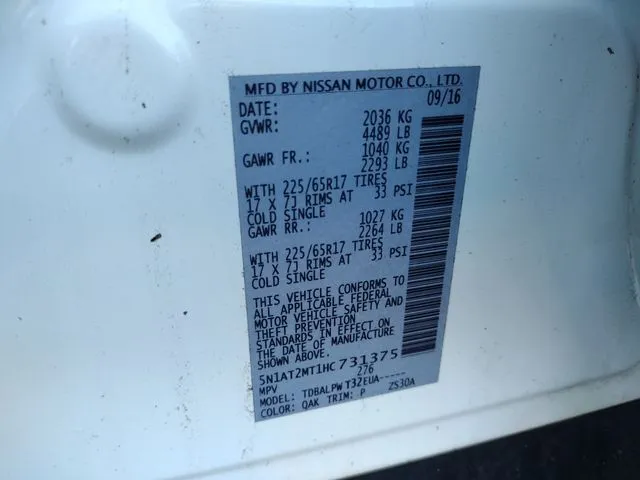 MFD BY NISSAN MOTOR CO., LTD.
DATE: 09/16
GVWR: 2036 KG
4489 LB
GAWR FR.: 1040 KG
2293 LB
WITH 225/65R17 TIRES
17 X 7J RIMS AT 33 PSI
COLD SINGLE
GAWR RR.: 1027 KG
2264 LB
WITH 225/65R17 TIRES
17 X 7J RIMS AT 33 PSI
COLD SINGLE
THIS VEHICLE CONFORMS TO
ALL APPLICABLE FEDERAL
MOTOR VEHICLE SAFETY AND
THEFT PREVENTION
STANDARDS IN EFFECT ON
THE DATE OF MANUFACTURE
SHOWN ABOVE.
5N1AT2MT1HC731375
MPV 276
MODEL: TDBALPWT32EUA-----
COLOR: QAK TRIM: P ZS30A